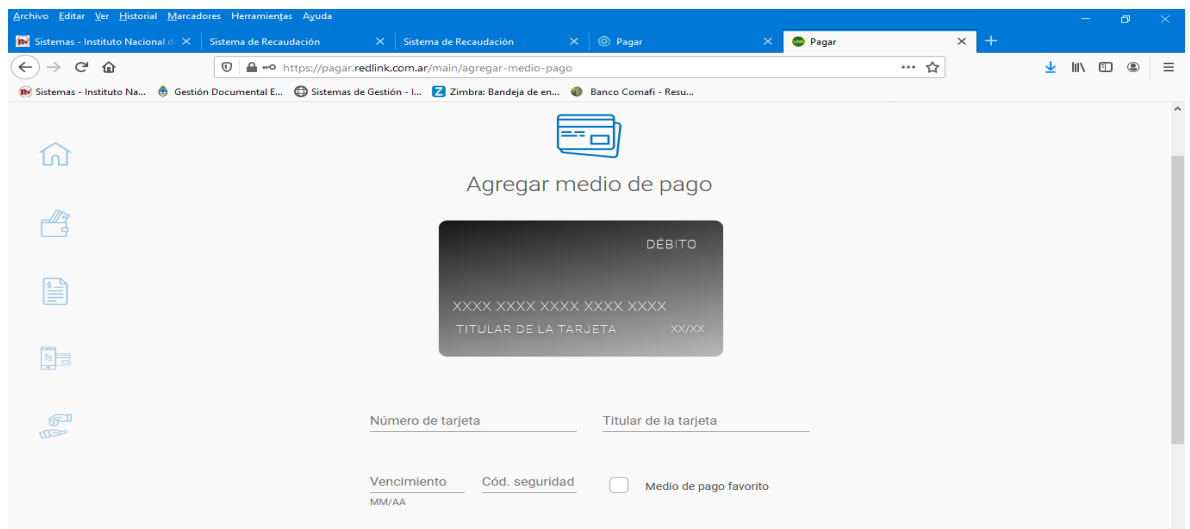 Archivo Editar Ver Historial Marcadores Herramientas Ayuda
Sistemas - Instituto Nacional d Sistema de Recaudación Sistema de Recaudación Pagar Pagar
https://pagar.redlink.com.ar/main/agregar-medio-pago
Sistemas - Instituto Na... Gestión Documental E... Sistemas de Gestión - I... Zimbra: Bandeja de en... Banco Comafi - Resu...
Agregar medio de pago
DÉBITO
XXXX XXXX XXXX XXXX XXXX
TITULAR DE LA TARJETA XX/XX
Número de tarjeta Titular de la tarjeta
Vencimiento Cód. seguridad Medio de pago favorito
MM/AA